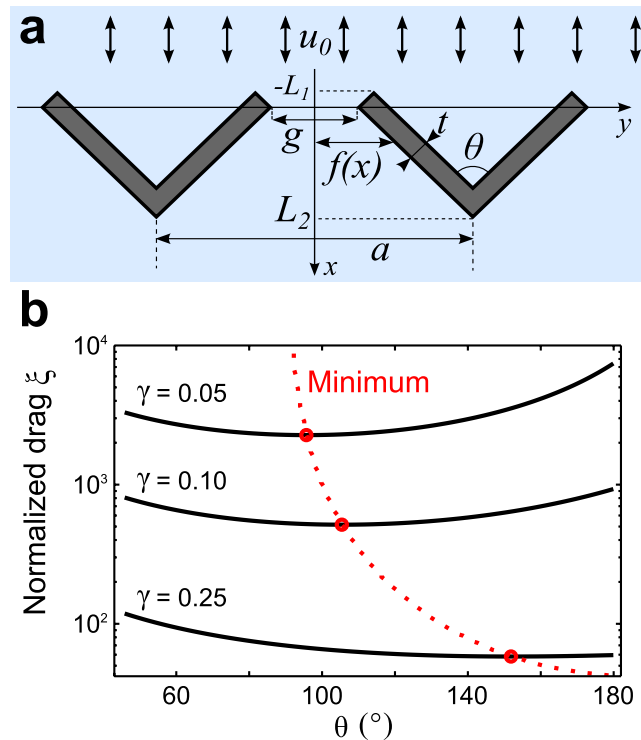 a
u₀
-L₁
y
g
t
θ
f(x)
L₂
a
x
b
Normalized drag ξ
10⁴
10³
10²
γ = 0.05
γ = 0.10
γ = 0.25
Minimum
60
100
140
180
θ (°)